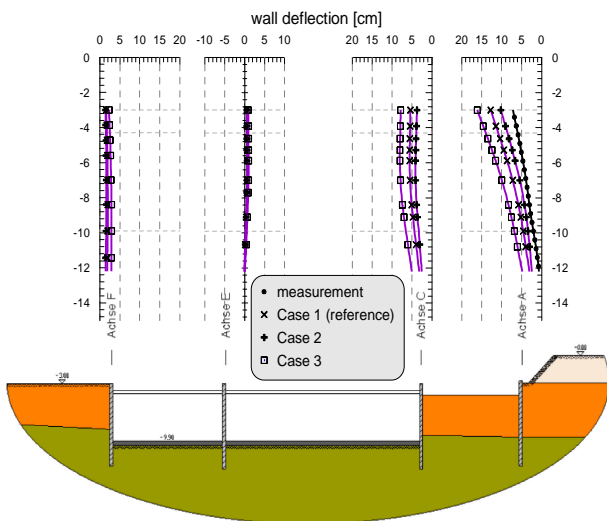 wall deflection [cm]
0 5 10 15 20
-10 -5 0 5 10
20 15 10 5 0
20 15 10 5 0
0
-2
-4
-6
-8
-10
-12
-14
0
-2
-4
-6
-8
-10
-12
-14
Achse F
Achse E
Achse C
Achse A
measurement
Case 1 (reference)
Case 2
Case 3
-3.00
-9.90